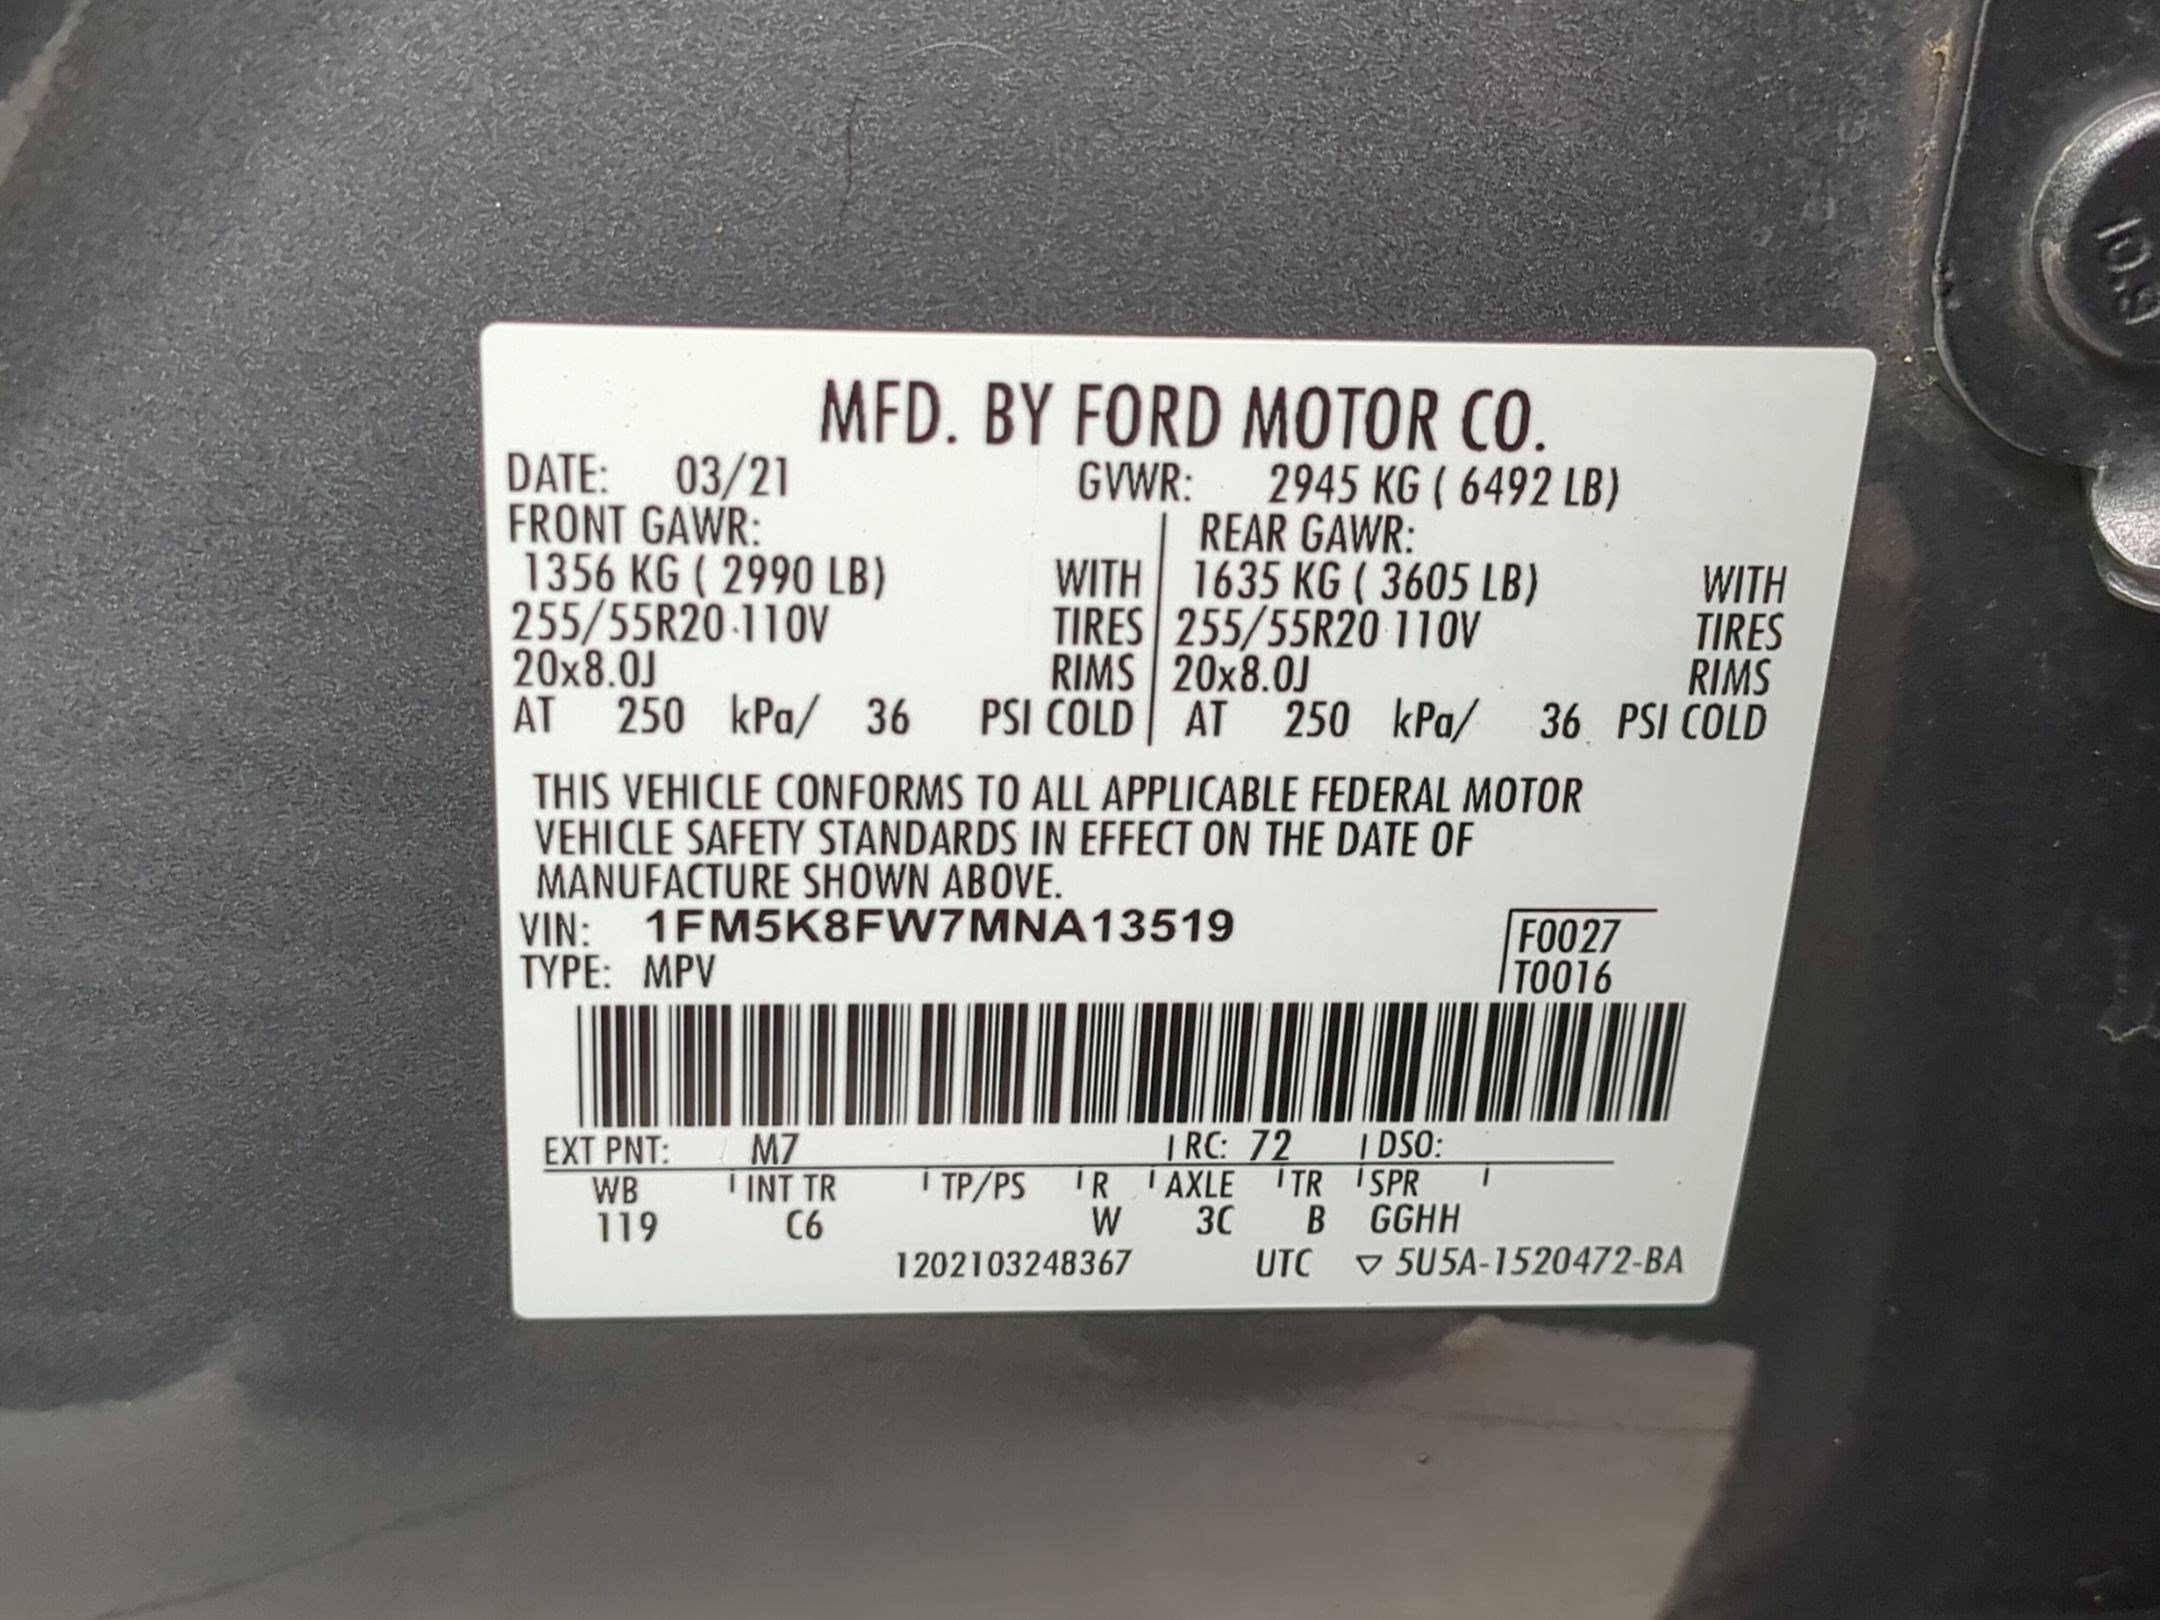 10.9
MFD. BY FORD MOTOR CO.
DATE: 03/21 GVWR: 2945 KG ( 6492 LB)
FRONT GAWR: REAR GAWR:
1356 KG ( 2990 LB) WITH 1635 KG ( 3605 LB) WITH
255/55R20 110V TIRES 255/55R20 110V TIRES
20x8.0J RIMS 20x8.0J RIMS
AT 250 kPa/ 36 PSI COLD AT 250 kPa/ 36 PSI COLD
THIS VEHICLE CONFORMS TO ALL APPLICABLE FEDERAL MOTOR
VEHICLE SAFETY STANDARDS IN EFFECT ON THE DATE OF
MANUFACTURE SHOWN ABOVE.
VIN: 1FM5K8FW7MNA13519 F0027
TYPE: MPV T0016
EXT PNT: M7 RC: 72 DSO:
WB INT TR TP/PS R AXLE TR SPR
119 C6 W 3C B GGHH
1202103248367 UTC ▽ 5U5A-1520472-BA